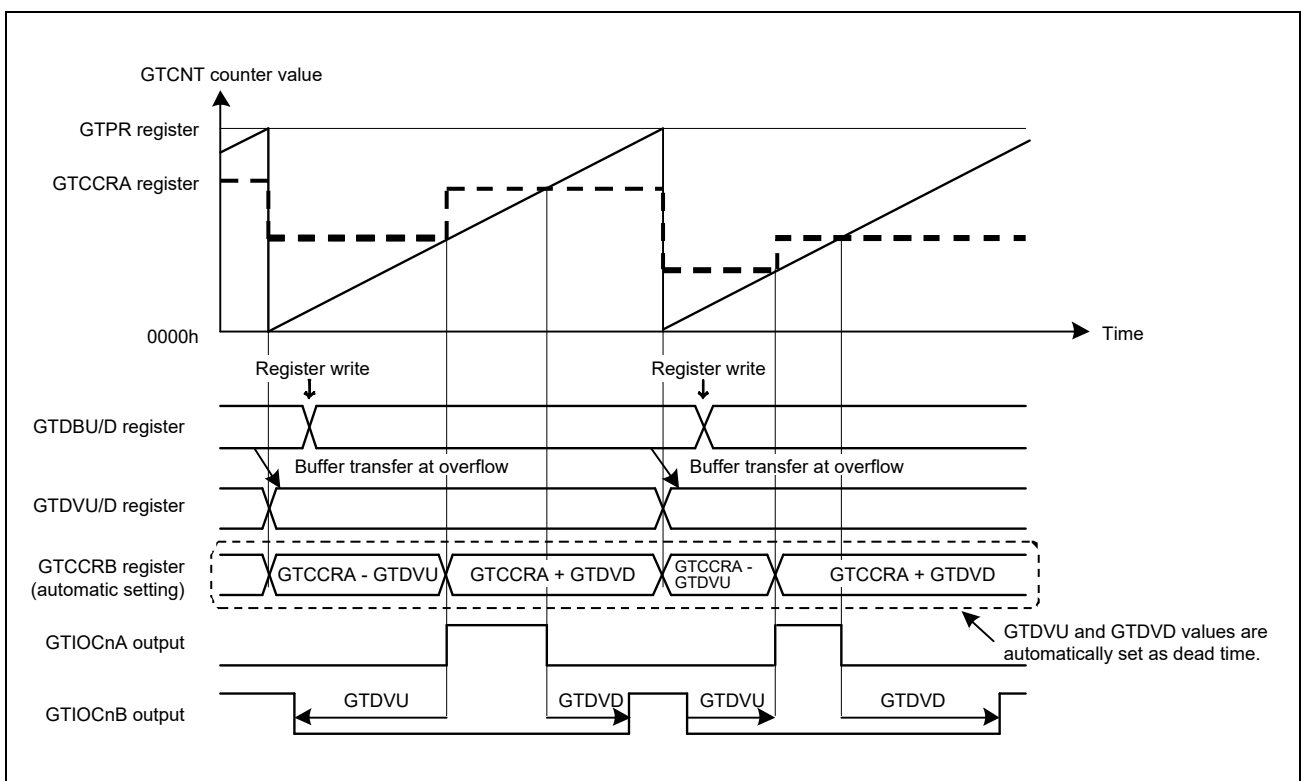 GTCNT counter value
GTPR register
GTCCRA register
0000h
Time
Register write
Register write
GTDBU/D register
Buffer transfer at overflow
Buffer transfer at overflow
GTDVU/D register
GTCCRB register
(automatic setting)
GTCCRA - GTDVU
GTCCRA + GTDVD
GTCCRA -
GTDVU
GTCCRA + GTDVD
GTIOCnA output
GTDVU and GTDVD values are
automatically set as dead time.
GTIOCnB output
GTDVU
GTDVD
GTDVU
GTDVD